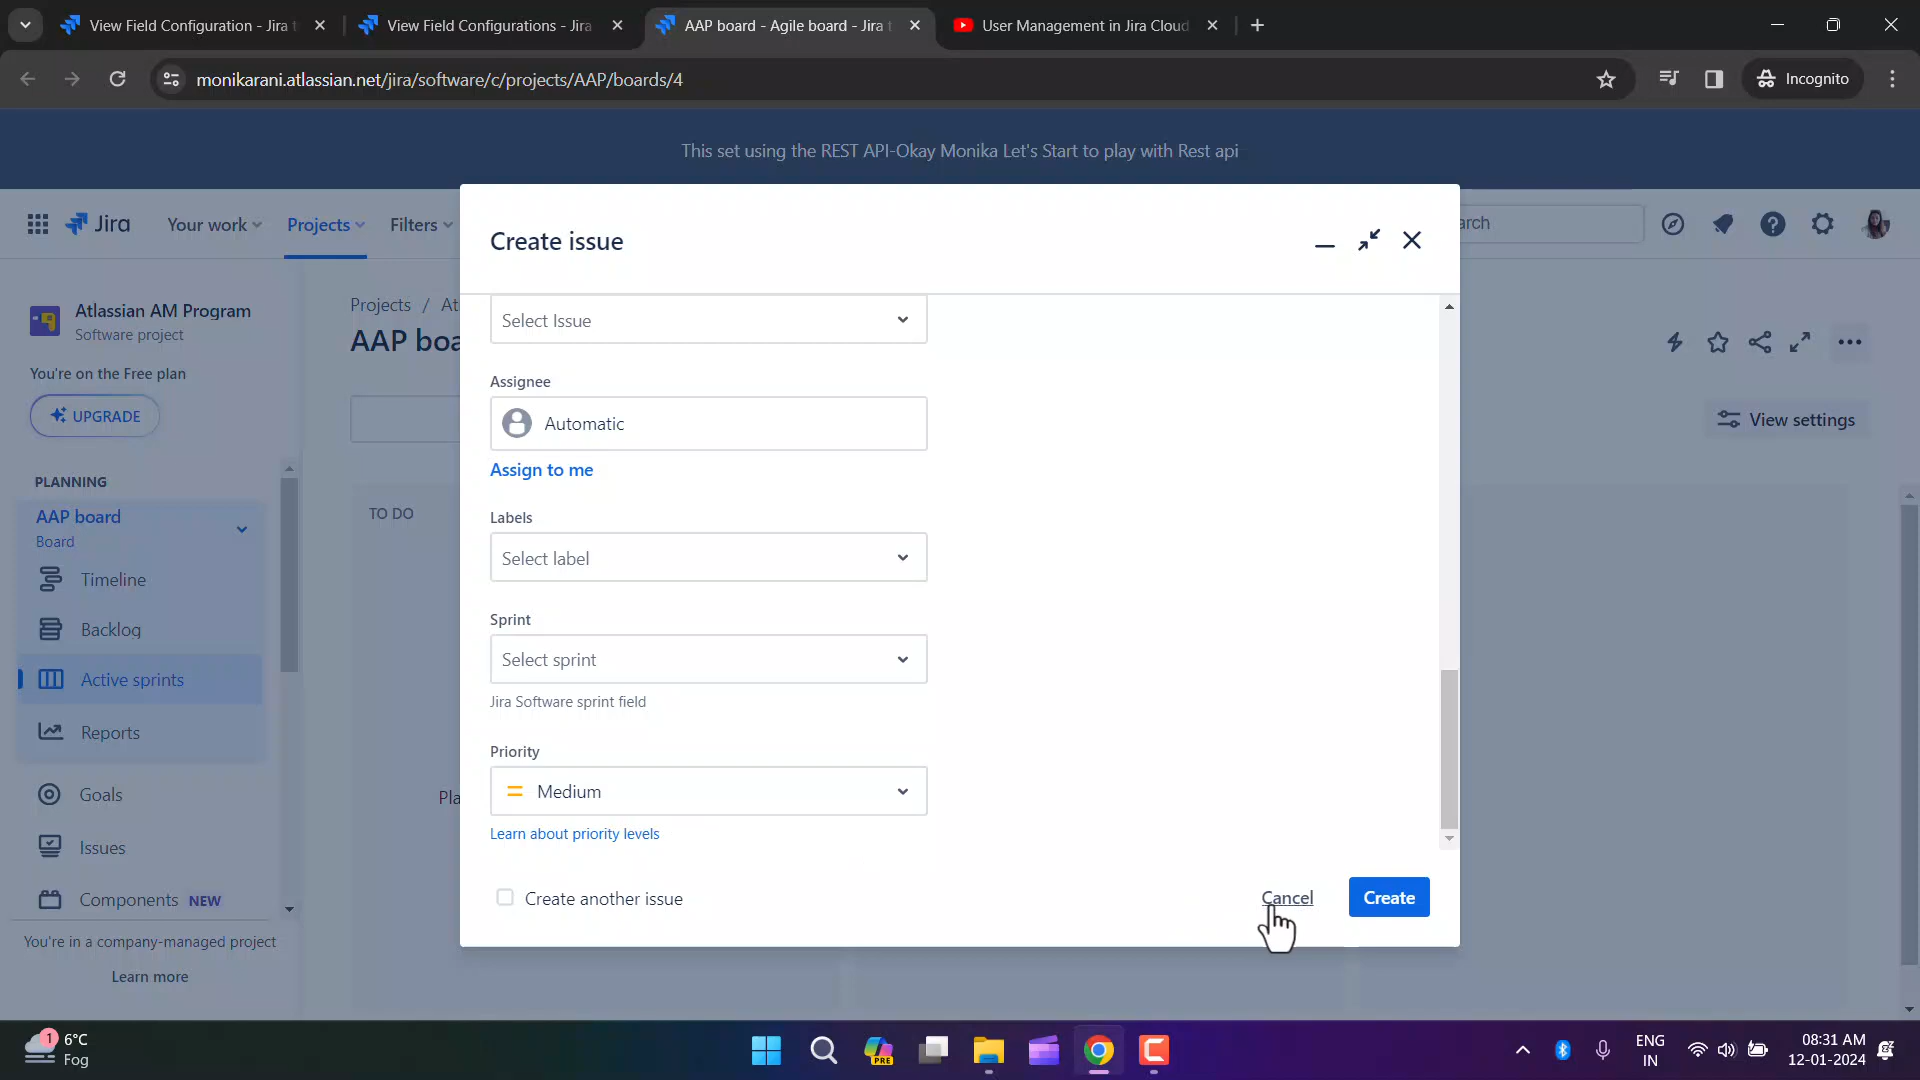 View Field Configuration - Jira
View Field Configurations - Jira
AAP board - Agile board - Jira
User Management in Jira Cloud
monikarani.atlassian.net/jira/software/c/projects/AAP/boards/4
Incognito
This set using the REST API-Okay Monika Let's Start to play with Rest api
Jira
Your work
Projects
Filters
arch
Create issue
Atlassian AM Program
Software project
Projects / At
AAP boa
You're on the Free plan
UPGRADE
View settings
Select Issue
Assignee
Automatic
Assign to me
PLANNING
AAP board
Board
TO DO
Labels
Select label
Timeline
Backlog
Sprint
Select sprint
Jira Software sprint field
Active sprints
Reports
Priority
Medium
Learn about priority levels
Pla
Goals
Issues
Components NEW
Create another issue
Cancel
Create
You're in a company-managed project
Learn more
1
6°C
Fog
PRE
ENG
IN
08:31 AM
12-01-2024